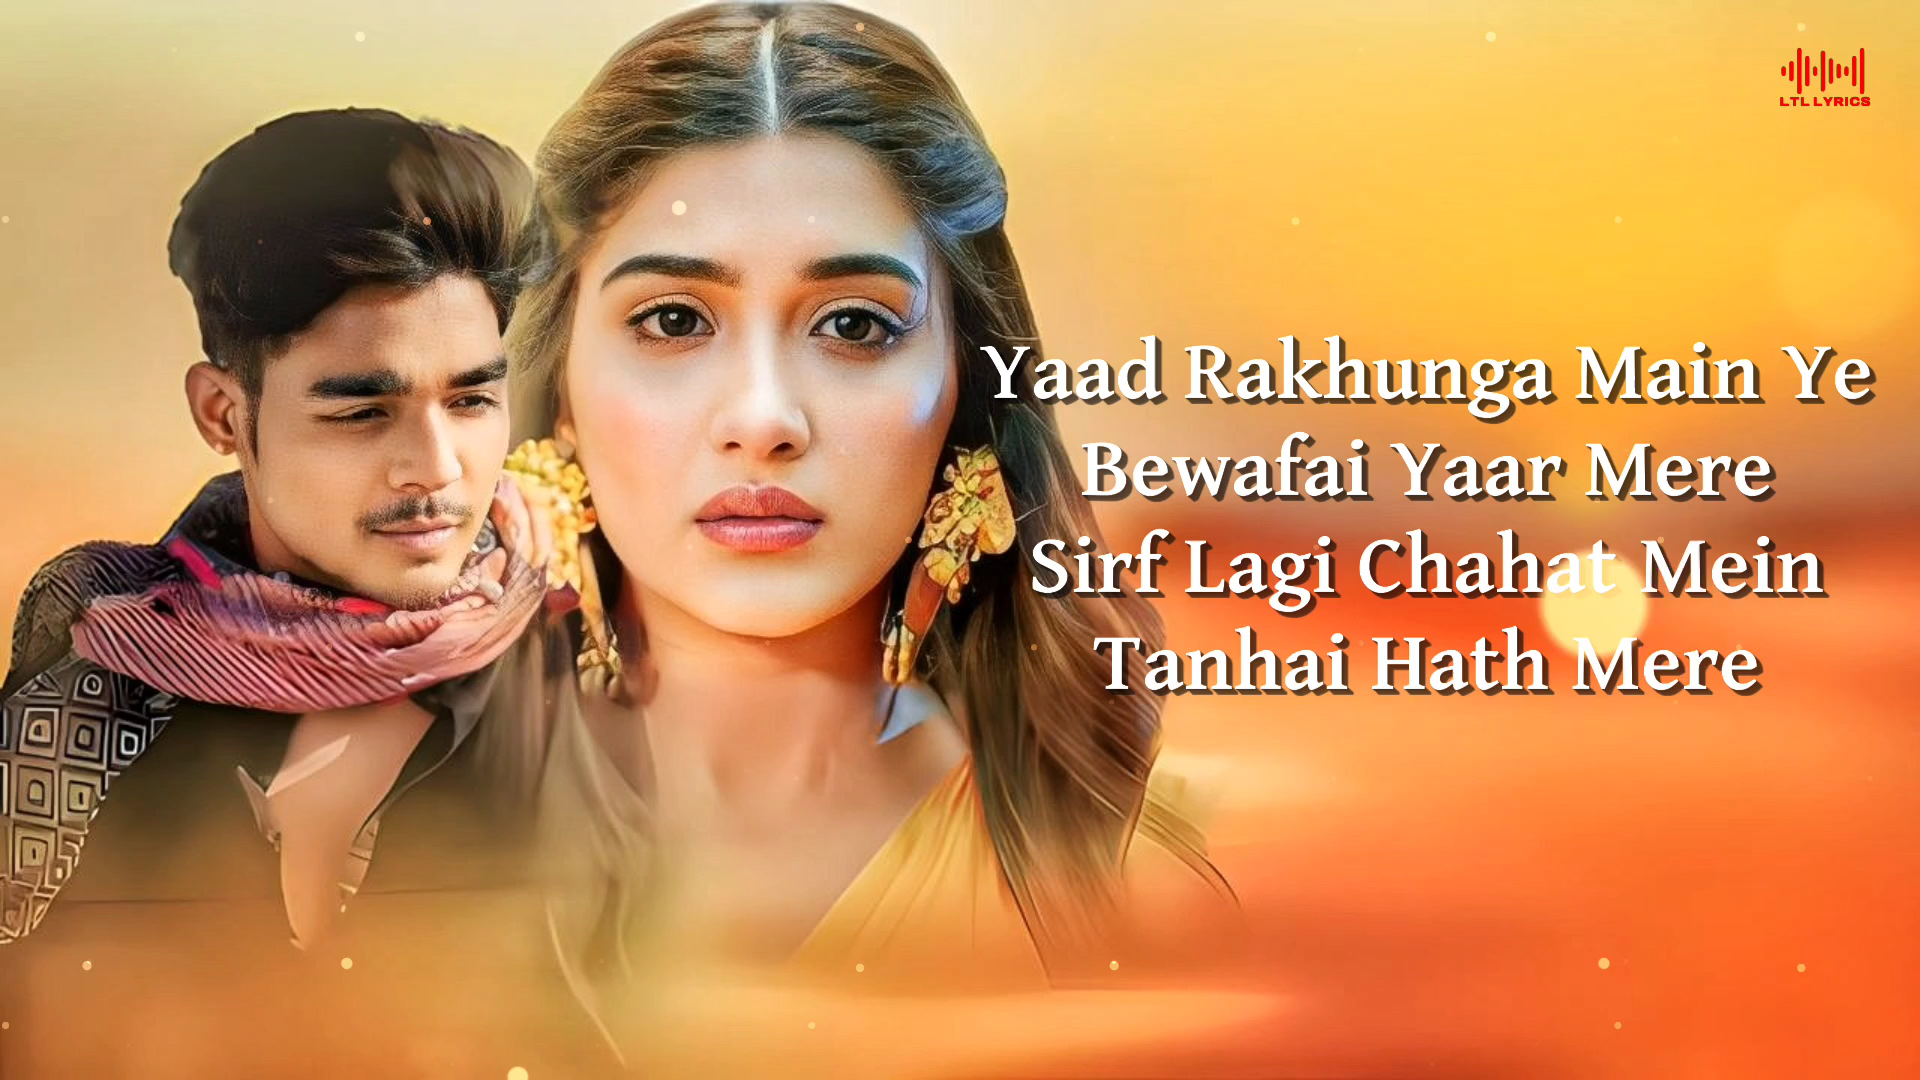 LTL LYRICS
Yaad Rakhunga Main Ye
Bewafai Yaar Mere
Sirf Lagi Chahat Mein
Tanhai Hath Mere